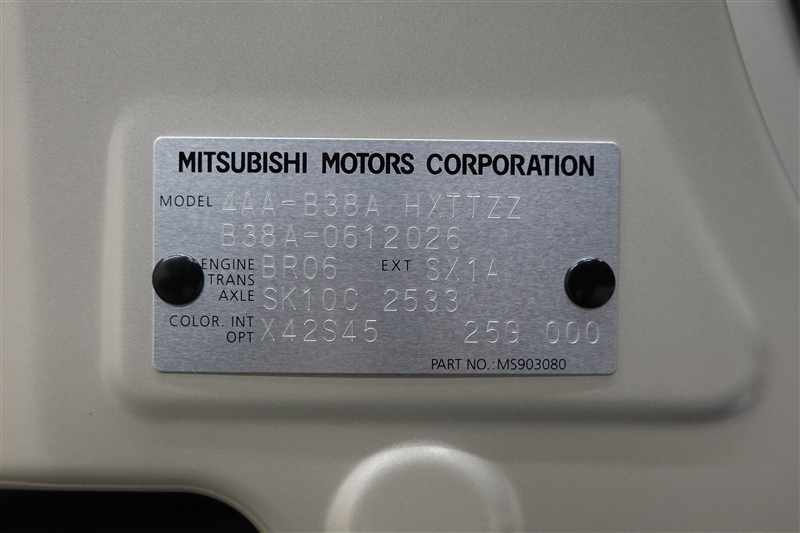 MITSUBISHI MOTORS CORPORATION
MODEL 4AA-B38A HXTTZZ
B38A-0612026
ENGINE BR06 EXT SX1A
TRANS
AXLE SK10C 2533
COLOR. INT
OPT X42S45 25G 000
PART NO.:MS903080